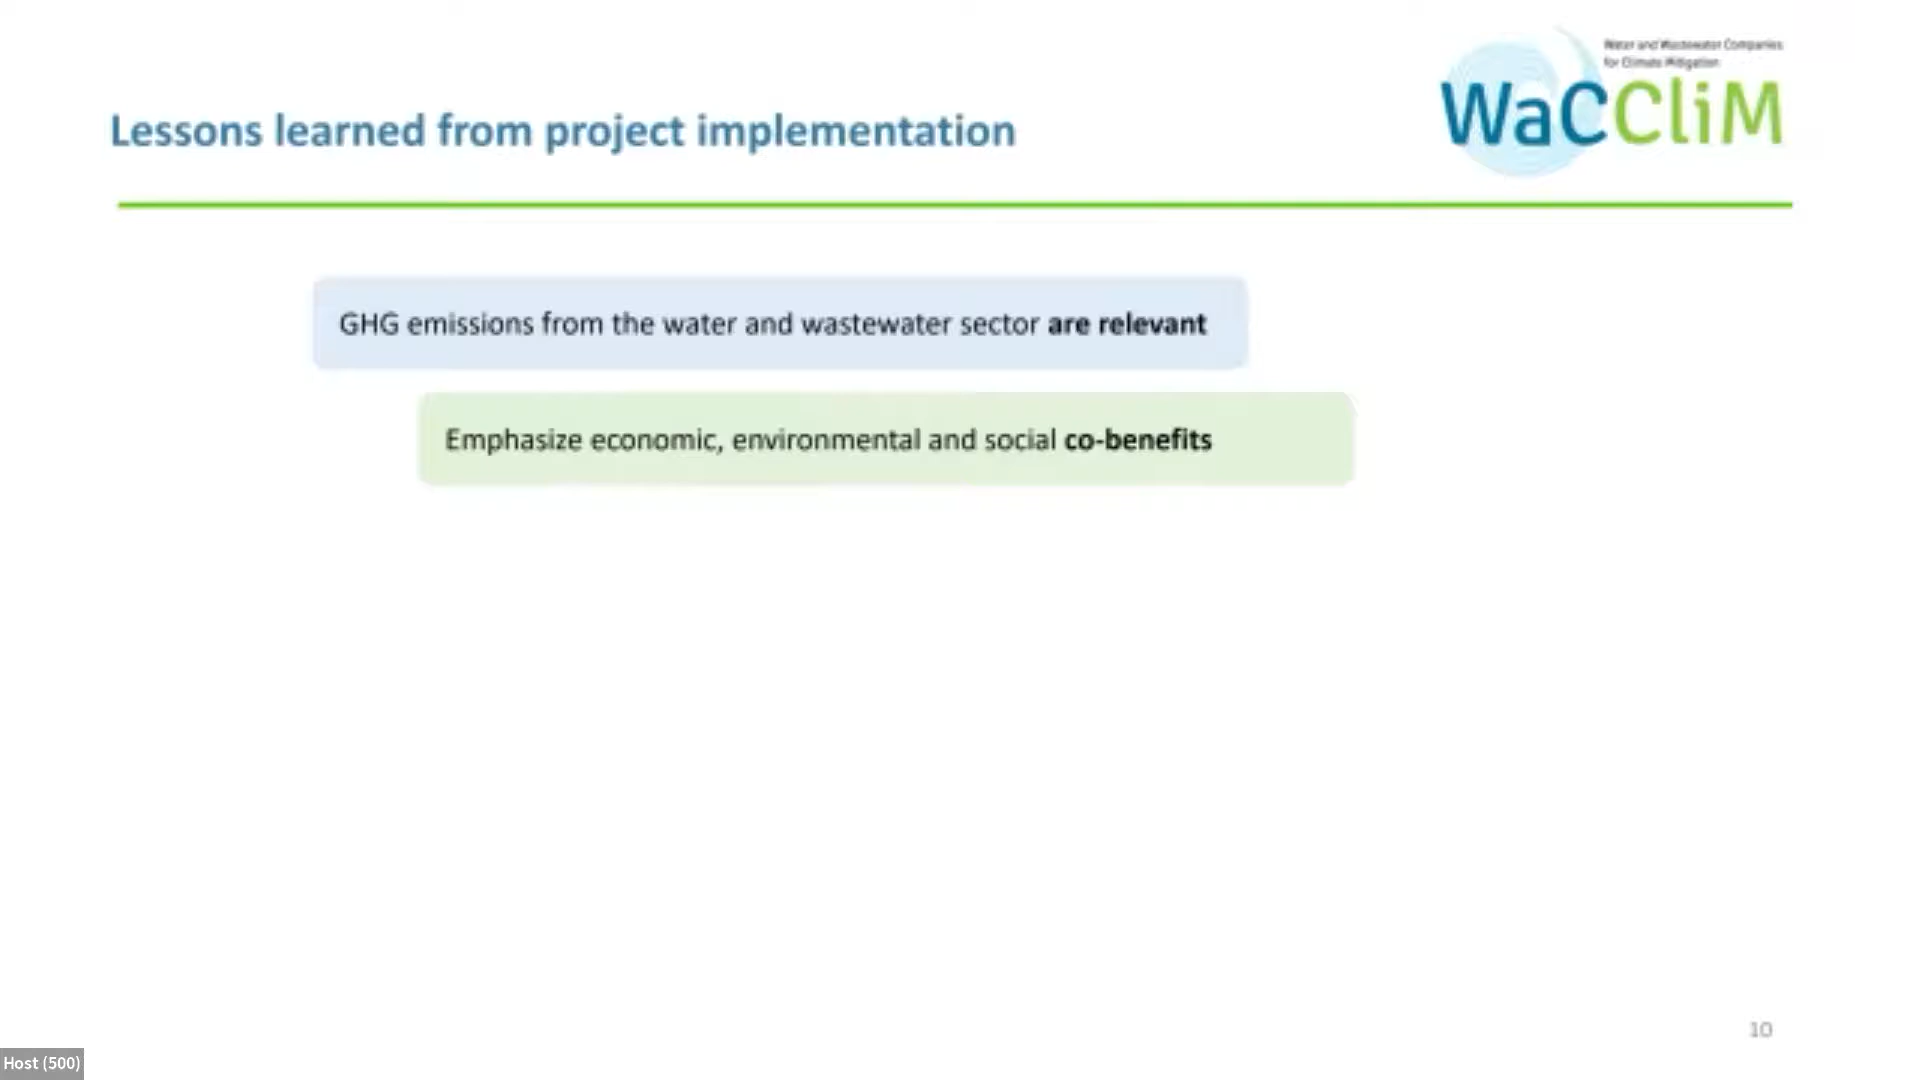 Water and Wastewater Companies
for Climate Mitigation
WaCCliM
Lessons learned from project implementation
GHG emissions from the water and wastewater sector are relevant
Emphasize economic, environmental and social co-benefits
10
Host (500)